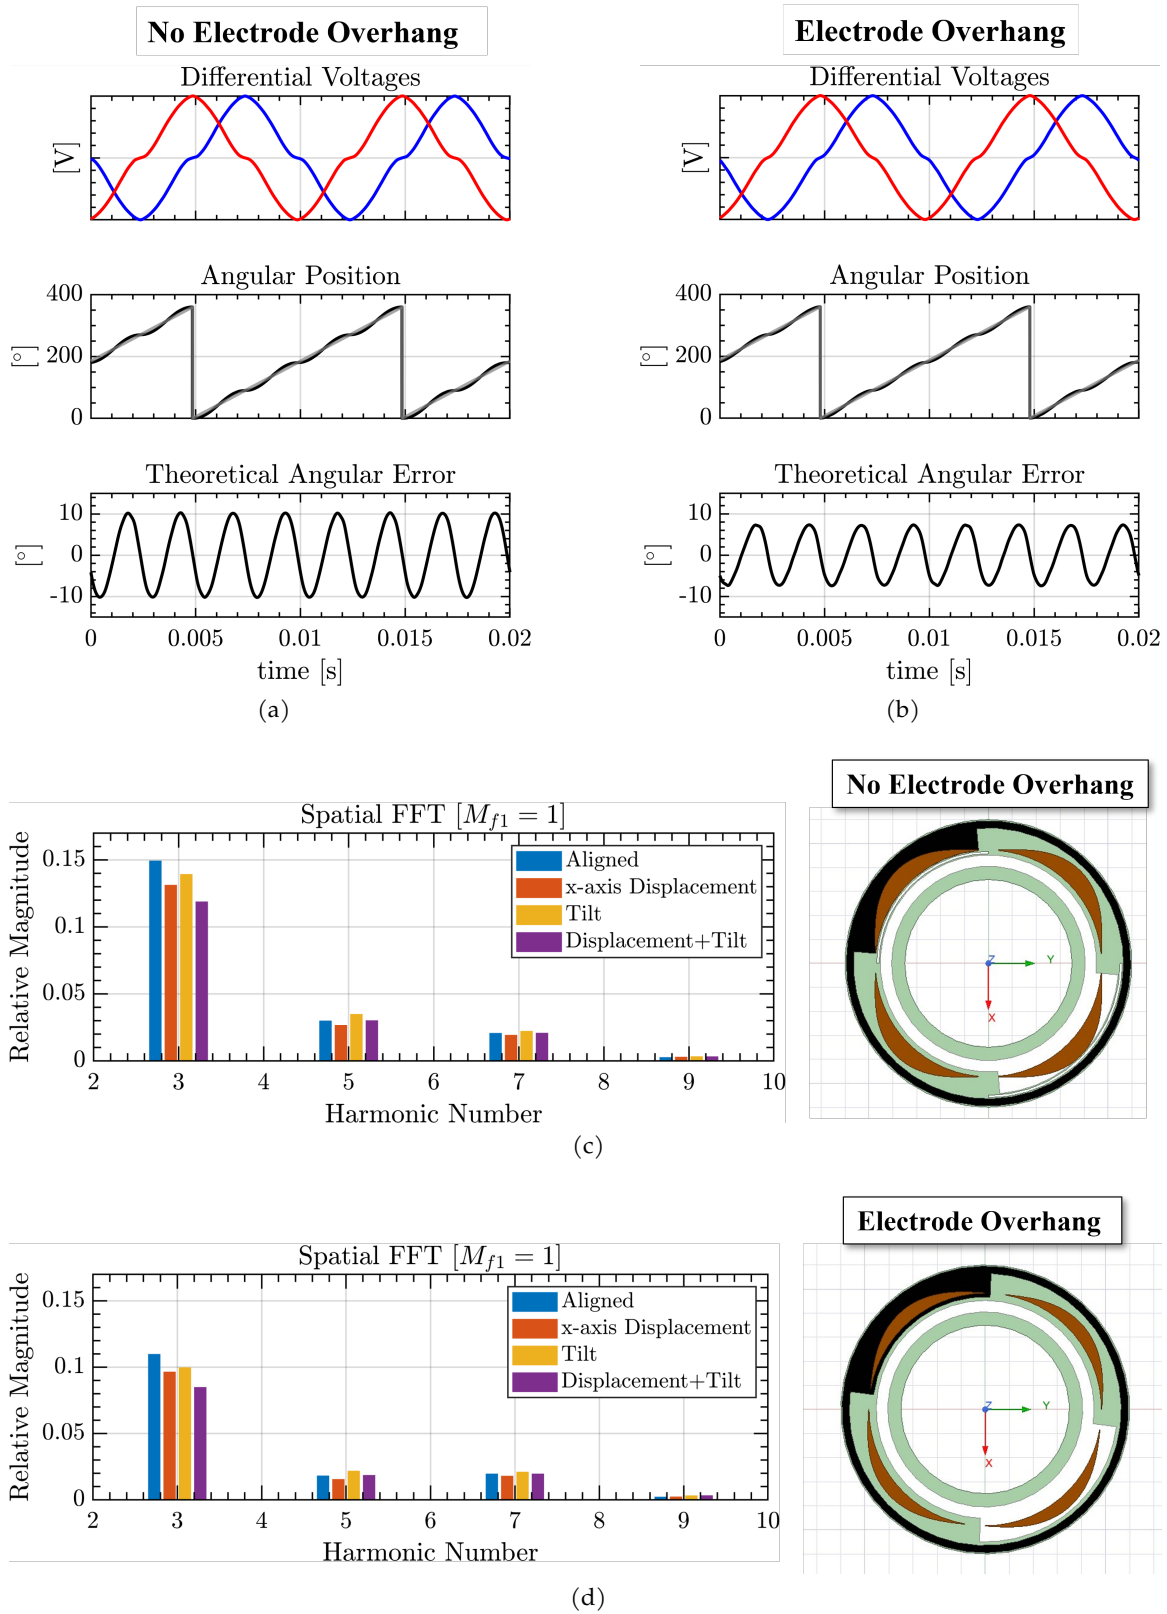 No Electrode Overhang
Differential Voltages
[V]
Angular Position
400
200
0
[°]
Theoretical Angular Error
10
0
-10
[°]
0 0.005 0.01 0.015 0.02
time [s]
(a)
Electrode Overhang
Differential Voltages
[V]
Angular Position
400
200
0
[°]
Theoretical Angular Error
10
0
-10
[°]
0 0.005 0.01 0.015 0.02
time [s]
(b)
Spatial FFT [M_{f1} = 1]
Relative Magnitude
0.15
0.1
0.05
0
Aligned
x-axis Displacement
Tilt
Displacement+Tilt
2 3 4 5 6 7 8 9 10
Harmonic Number
No Electrode Overhang
Z
Y
X
(c)
Spatial FFT [M_{f1} = 1]
Relative Magnitude
0.15
0.1
0.05
0
Aligned
x-axis Displacement
Tilt
Displacement+Tilt
2 3 4 5 6 7 8 9 10
Harmonic Number
Electrode Overhang
Z
Y
X
(d)